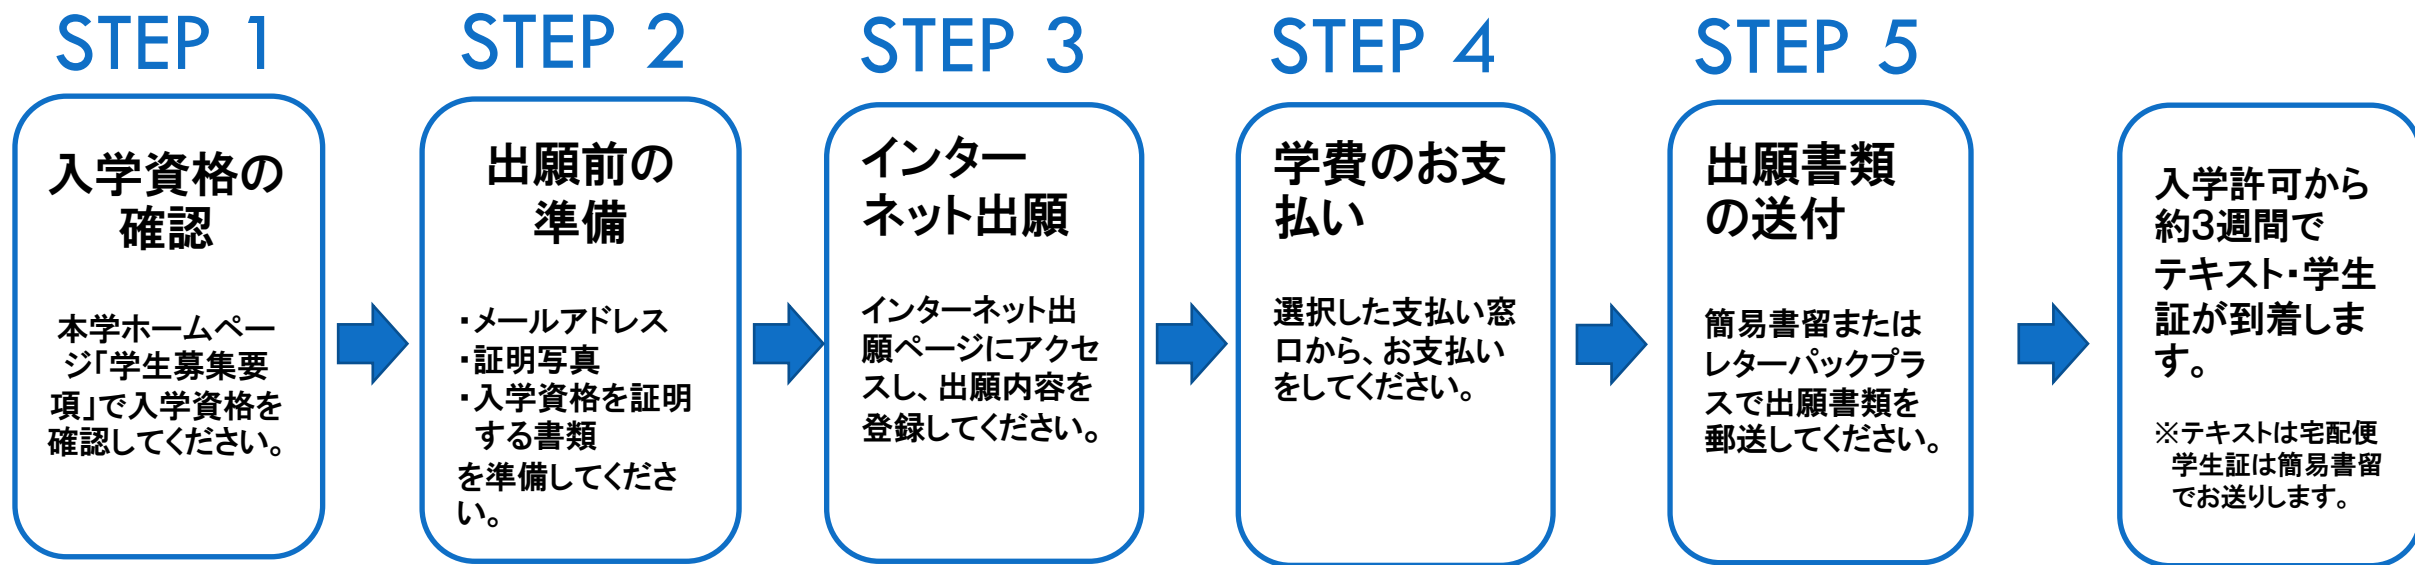 STEP 1
入学資格の
確認
本学ホームペー
ジ「学生募集要
項」で入学資格を
確認してください。
STEP 2
出願前の
準備
・メールアドレス
・証明写真
・入学資格を証明
する書類
を準備してくださ
い。
STEP 3
インター
ネット出願
インターネット出
願ページにアクセ
スし、出願内容を
登録してください。
STEP 4
学費のお支
払い
選択した支払い窓
口から、お支払い
をしてください。
STEP 5
出願書類
の送付
簡易書留または
レターパックプラ
スで出願書類を
郵送してください。
入学許可から
約3週間で
テキスト・学生
証が到着しま
す。
※テキストは宅配便
学生証は簡易書留
でお送りします。